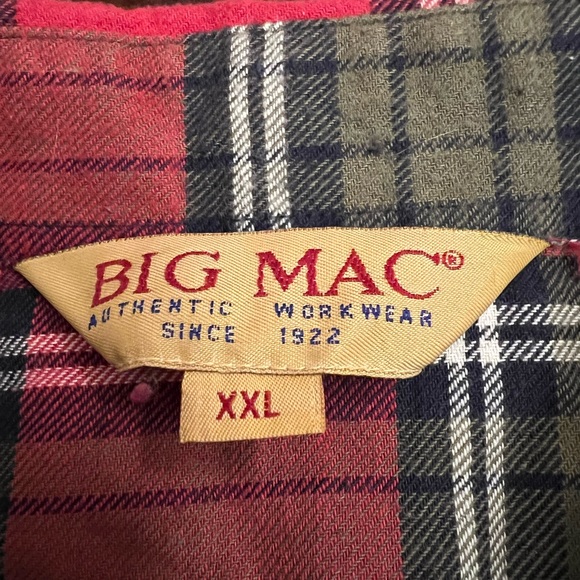 BIG MAC®
AUTHENTIC WORKWEAR
SINCE 1922
XXL